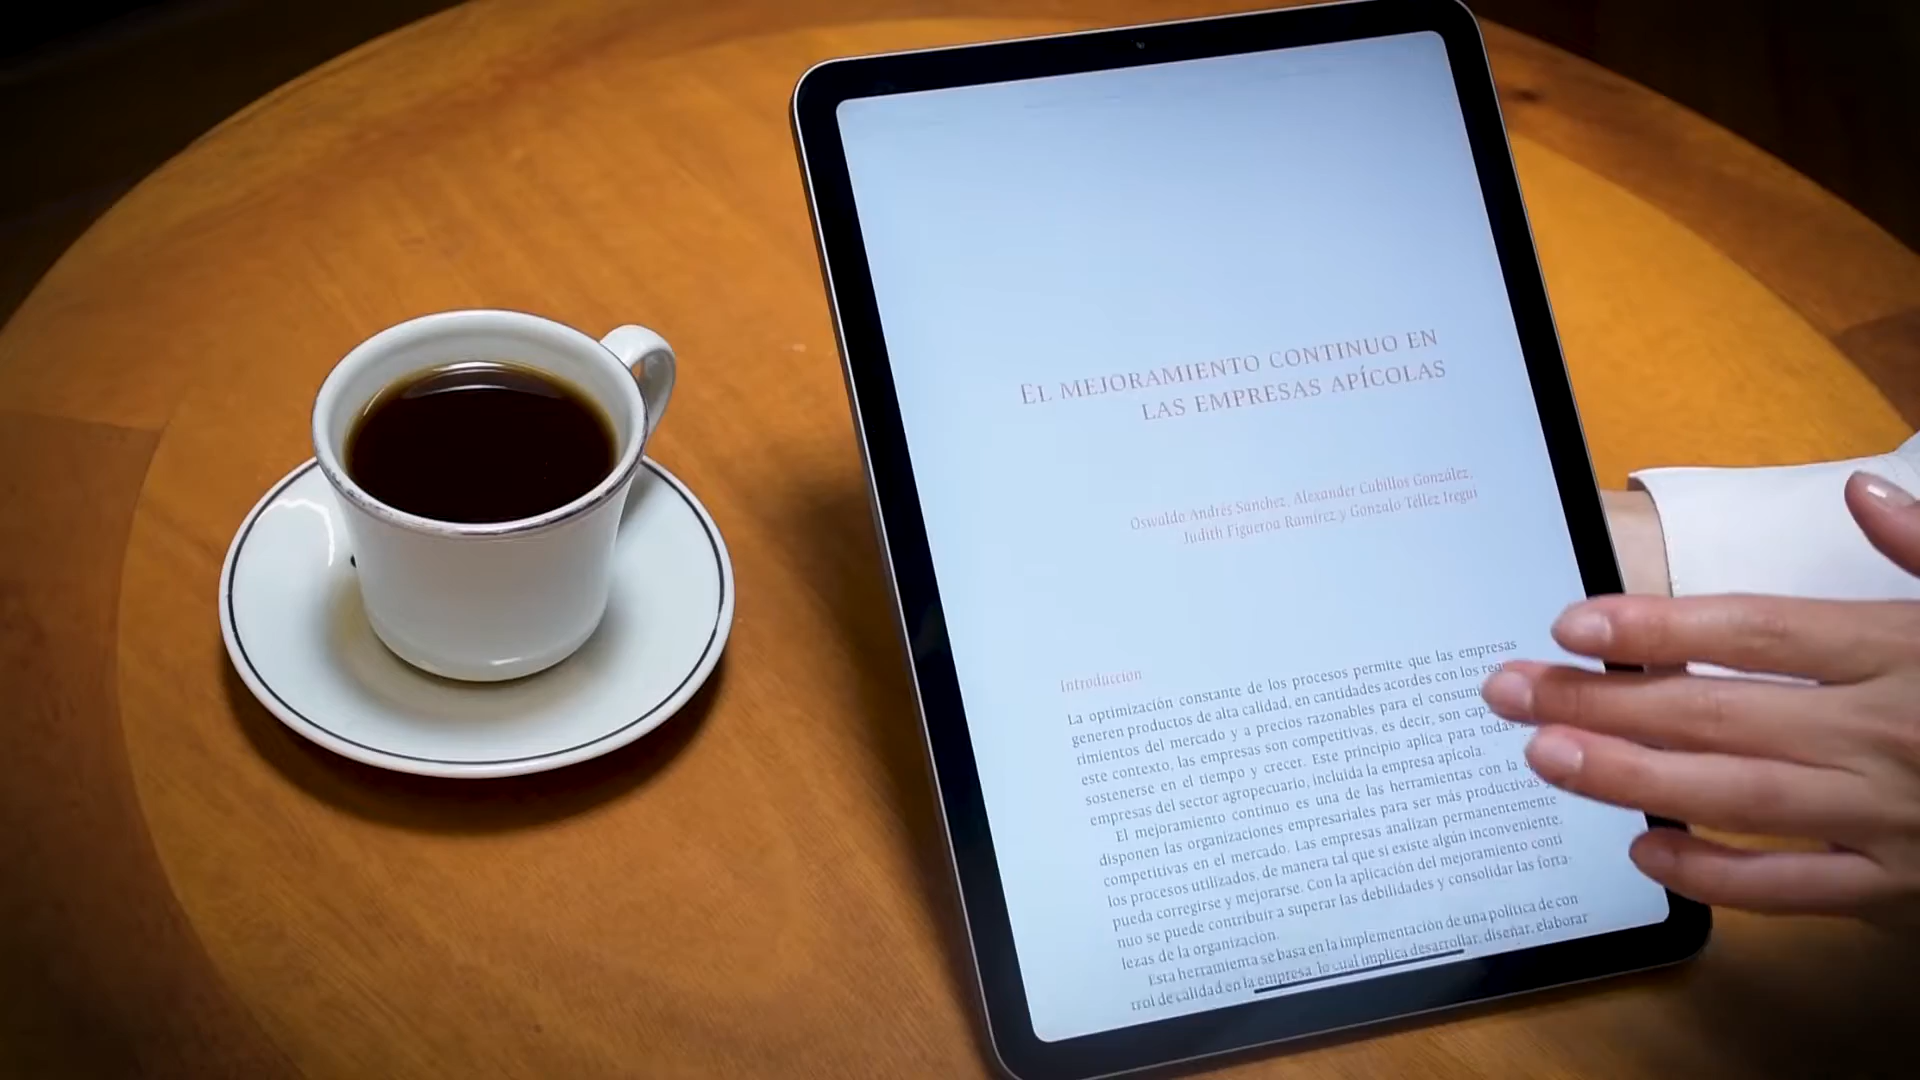 El mejoramiento continuo en
las empresas apícolas
Oswaldo Andrés Sánchez, Alexander Cubillos González,
Judith Figueroa Ramírez y Gonzalo Téllez Iregui
Introducción
La optimización constante de los procesos permite que las empresas
generen productos de alta calidad, en cantidades acordes con los
rimientos del mercado y a precios razonables para el
este contexto, las empresas son competitivas, es decir, son
sostenerse en el tiempo y crecer. Este principio aplica para todas
empresas del sector agropecuario, incluida la empresa apícola.
El mejoramiento continuo es una de las herramientas con la
disponen las organizaciones empresariales para ser más productivas
competitivas en el mercado. Las empresas analizan permanentemente
los procesos utilizados, de manera tal que si existe algún inconveniente,
pueda corregirse y mejorarse. Con la aplicación del mejoramiento conti
nuo se puede contribuir a superar las debilidades y consolidar las forta-
lezas de la organización.
Esta herramienta se basa en la implementación de una política de con
trol de calidad en la empresa, lo cual implica desarrollar, diseñar, elaborar